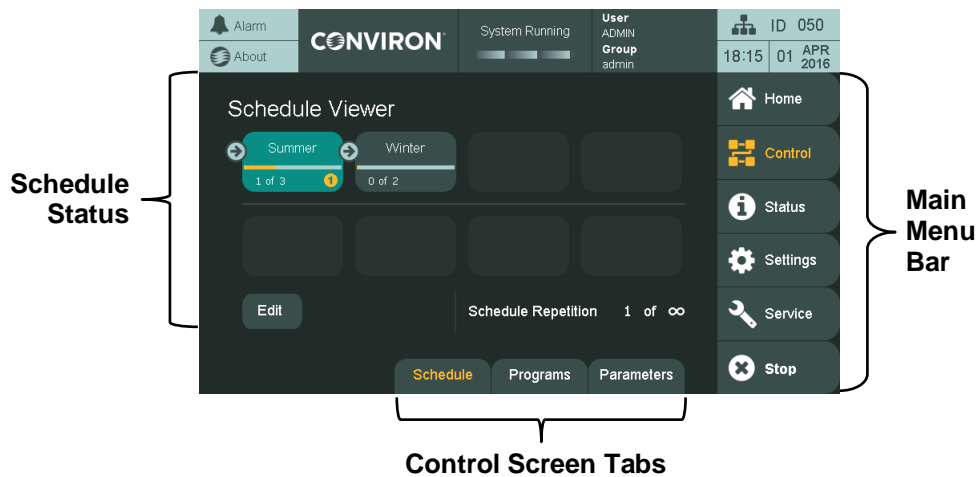 Alarm
About
CONVIRON
System Running
User
ADMIN
Group
admin
ID 050
18:15 01 APR 2016
Schedule Viewer
Summer
1 of 3 1
Winter
0 of 2
Edit
Schedule Repetition 1 of ∞
Schedule Programs Parameters
Home
Control
Status
Settings
Service
Stop
Schedule
Status
Main
Menu
Bar
Control Screen Tabs